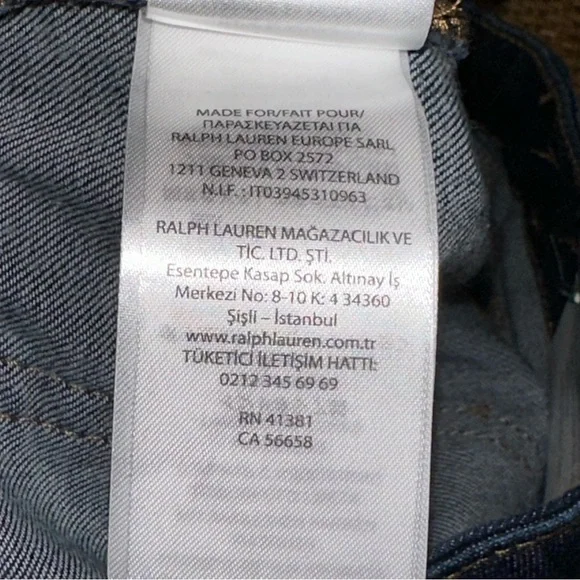 MADE FOR/FAIT POUR/
ΠΑΡΑΣΚΕΥΑΖΕΤΑΙ ΓΙΑ
RALPH LAUREN EUROPE SARL
PO BOX 2572
1211 GENEVA 2 SWITZERLAND
N.I.F. : IT03945310963
RALPH LAUREN MAĞAZACILIK VE
TİC. LTD. ŞTİ.
Esentepe Kasap Sok. Altınay İş
Merkezi No: 8-10 K: 4 34360
Şişli – İstanbul
www.ralphlauren.com.tr
TÜKETİCİ İLETİŞİM HATTI:
0212 345 69 69
RN 41381
CA 56658